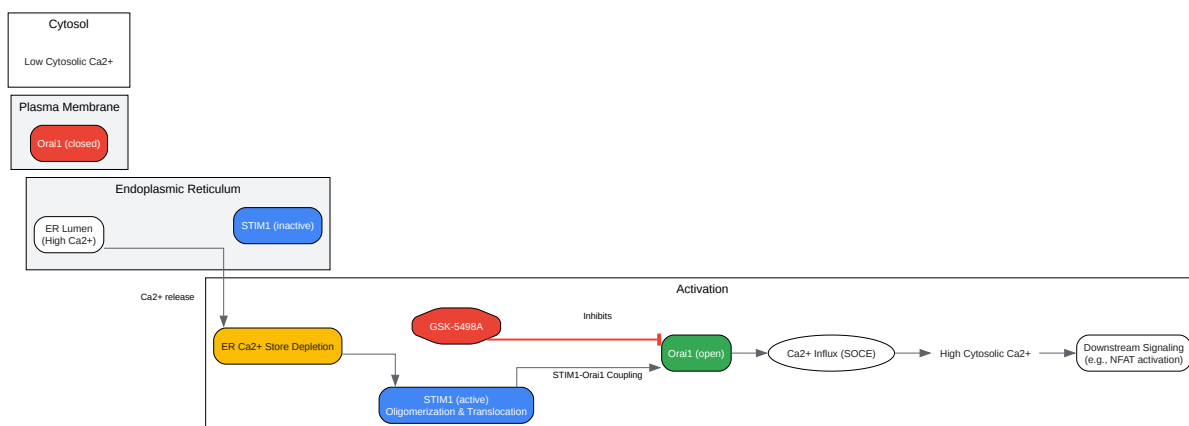 Cytosol
Low Cytosolic Ca2+
Plasma Membrane
Orai1 (closed)
Endoplasmic Reticulum
ER Lumen
(High Ca2+)
STIM1 (inactive)
Ca2+ release
Activation
GSK-5498A
Inhibits
ER Ca2+ Store Depletion
Orai1 (open)
Ca2+ Influx (SOCE)
High Cytosolic Ca2+
Downstream Signaling
(e.g., NFAT activation)
STIM1-Orai1 Coupling
STIM1 (active)
Oligomerization & Translocation